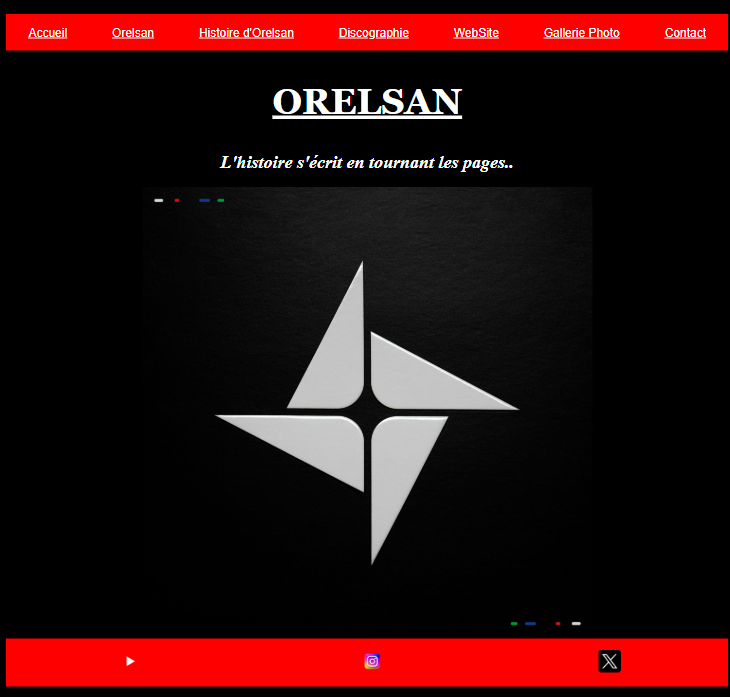 Accueil Orelsan Histoire d'Orelsan Discographie WebSite Gallerie Photo Contact
ORELSAN
L'histoire s'écrit en tournant les pages..